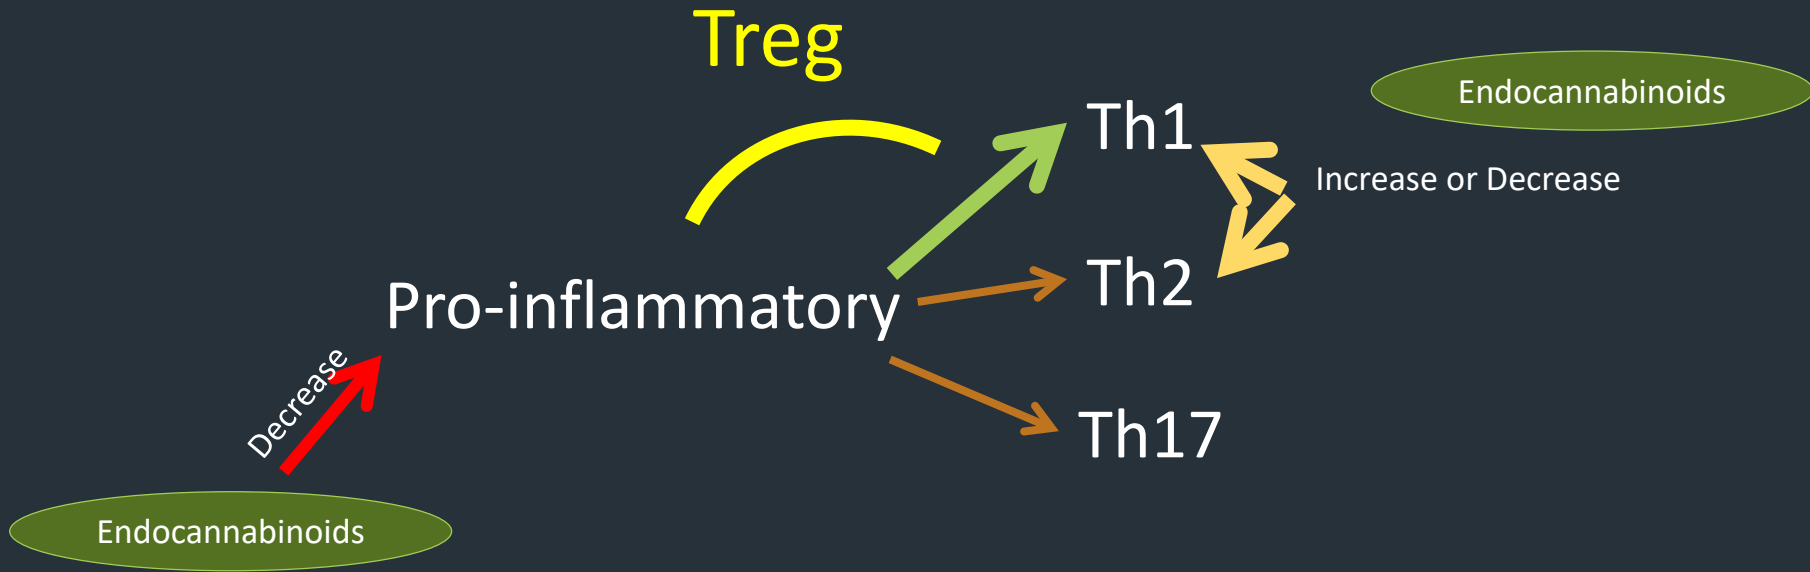 Treg
Endocannabinoids
Th1
Increase or Decrease
Th2
Pro-inflammatory
Decrease
Th17
Endocannabinoids